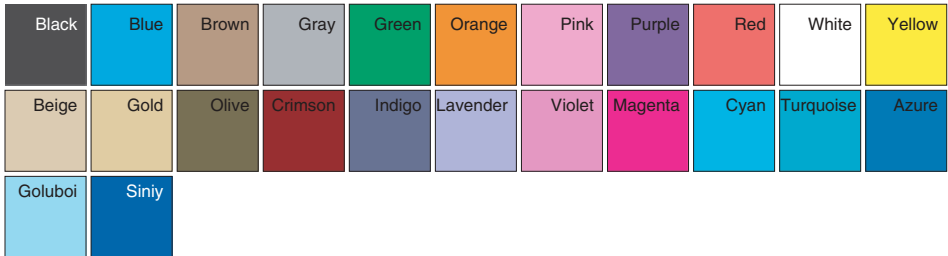 Black Blue Brown Gray Green Orange Pink Purple Red White Yellow
Beige Gold Olive Crimson Indigo Lavender Violet Magenta Cyan Turquoise Azure
Goluboi Siniy